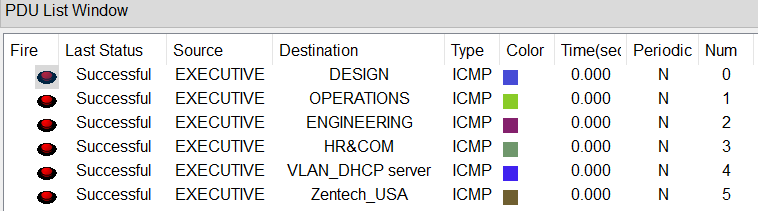 PDU List Window
Fire Last Status Source Destination Type Color Time(sec Periodic Num
Successful EXECUTIVE DESIGN ICMP 0.000 N 0
Successful EXECUTIVE OPERATIONS ICMP 0.000 N 1
Successful EXECUTIVE ENGINEERING ICMP 0.000 N 2
Successful EXECUTIVE HR&COM ICMP 0.000 N 3
Successful EXECUTIVE VLAN_DHCP server ICMP 0.000 N 4
Successful EXECUTIVE Zentech_USA ICMP 0.000 N 5